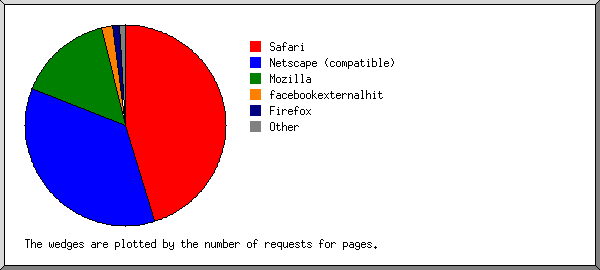 Safari
Netscape (compatible)
Mozilla
facebookexternalhit
Firefox
Other
The wedges are plotted by the number of requests for pages.